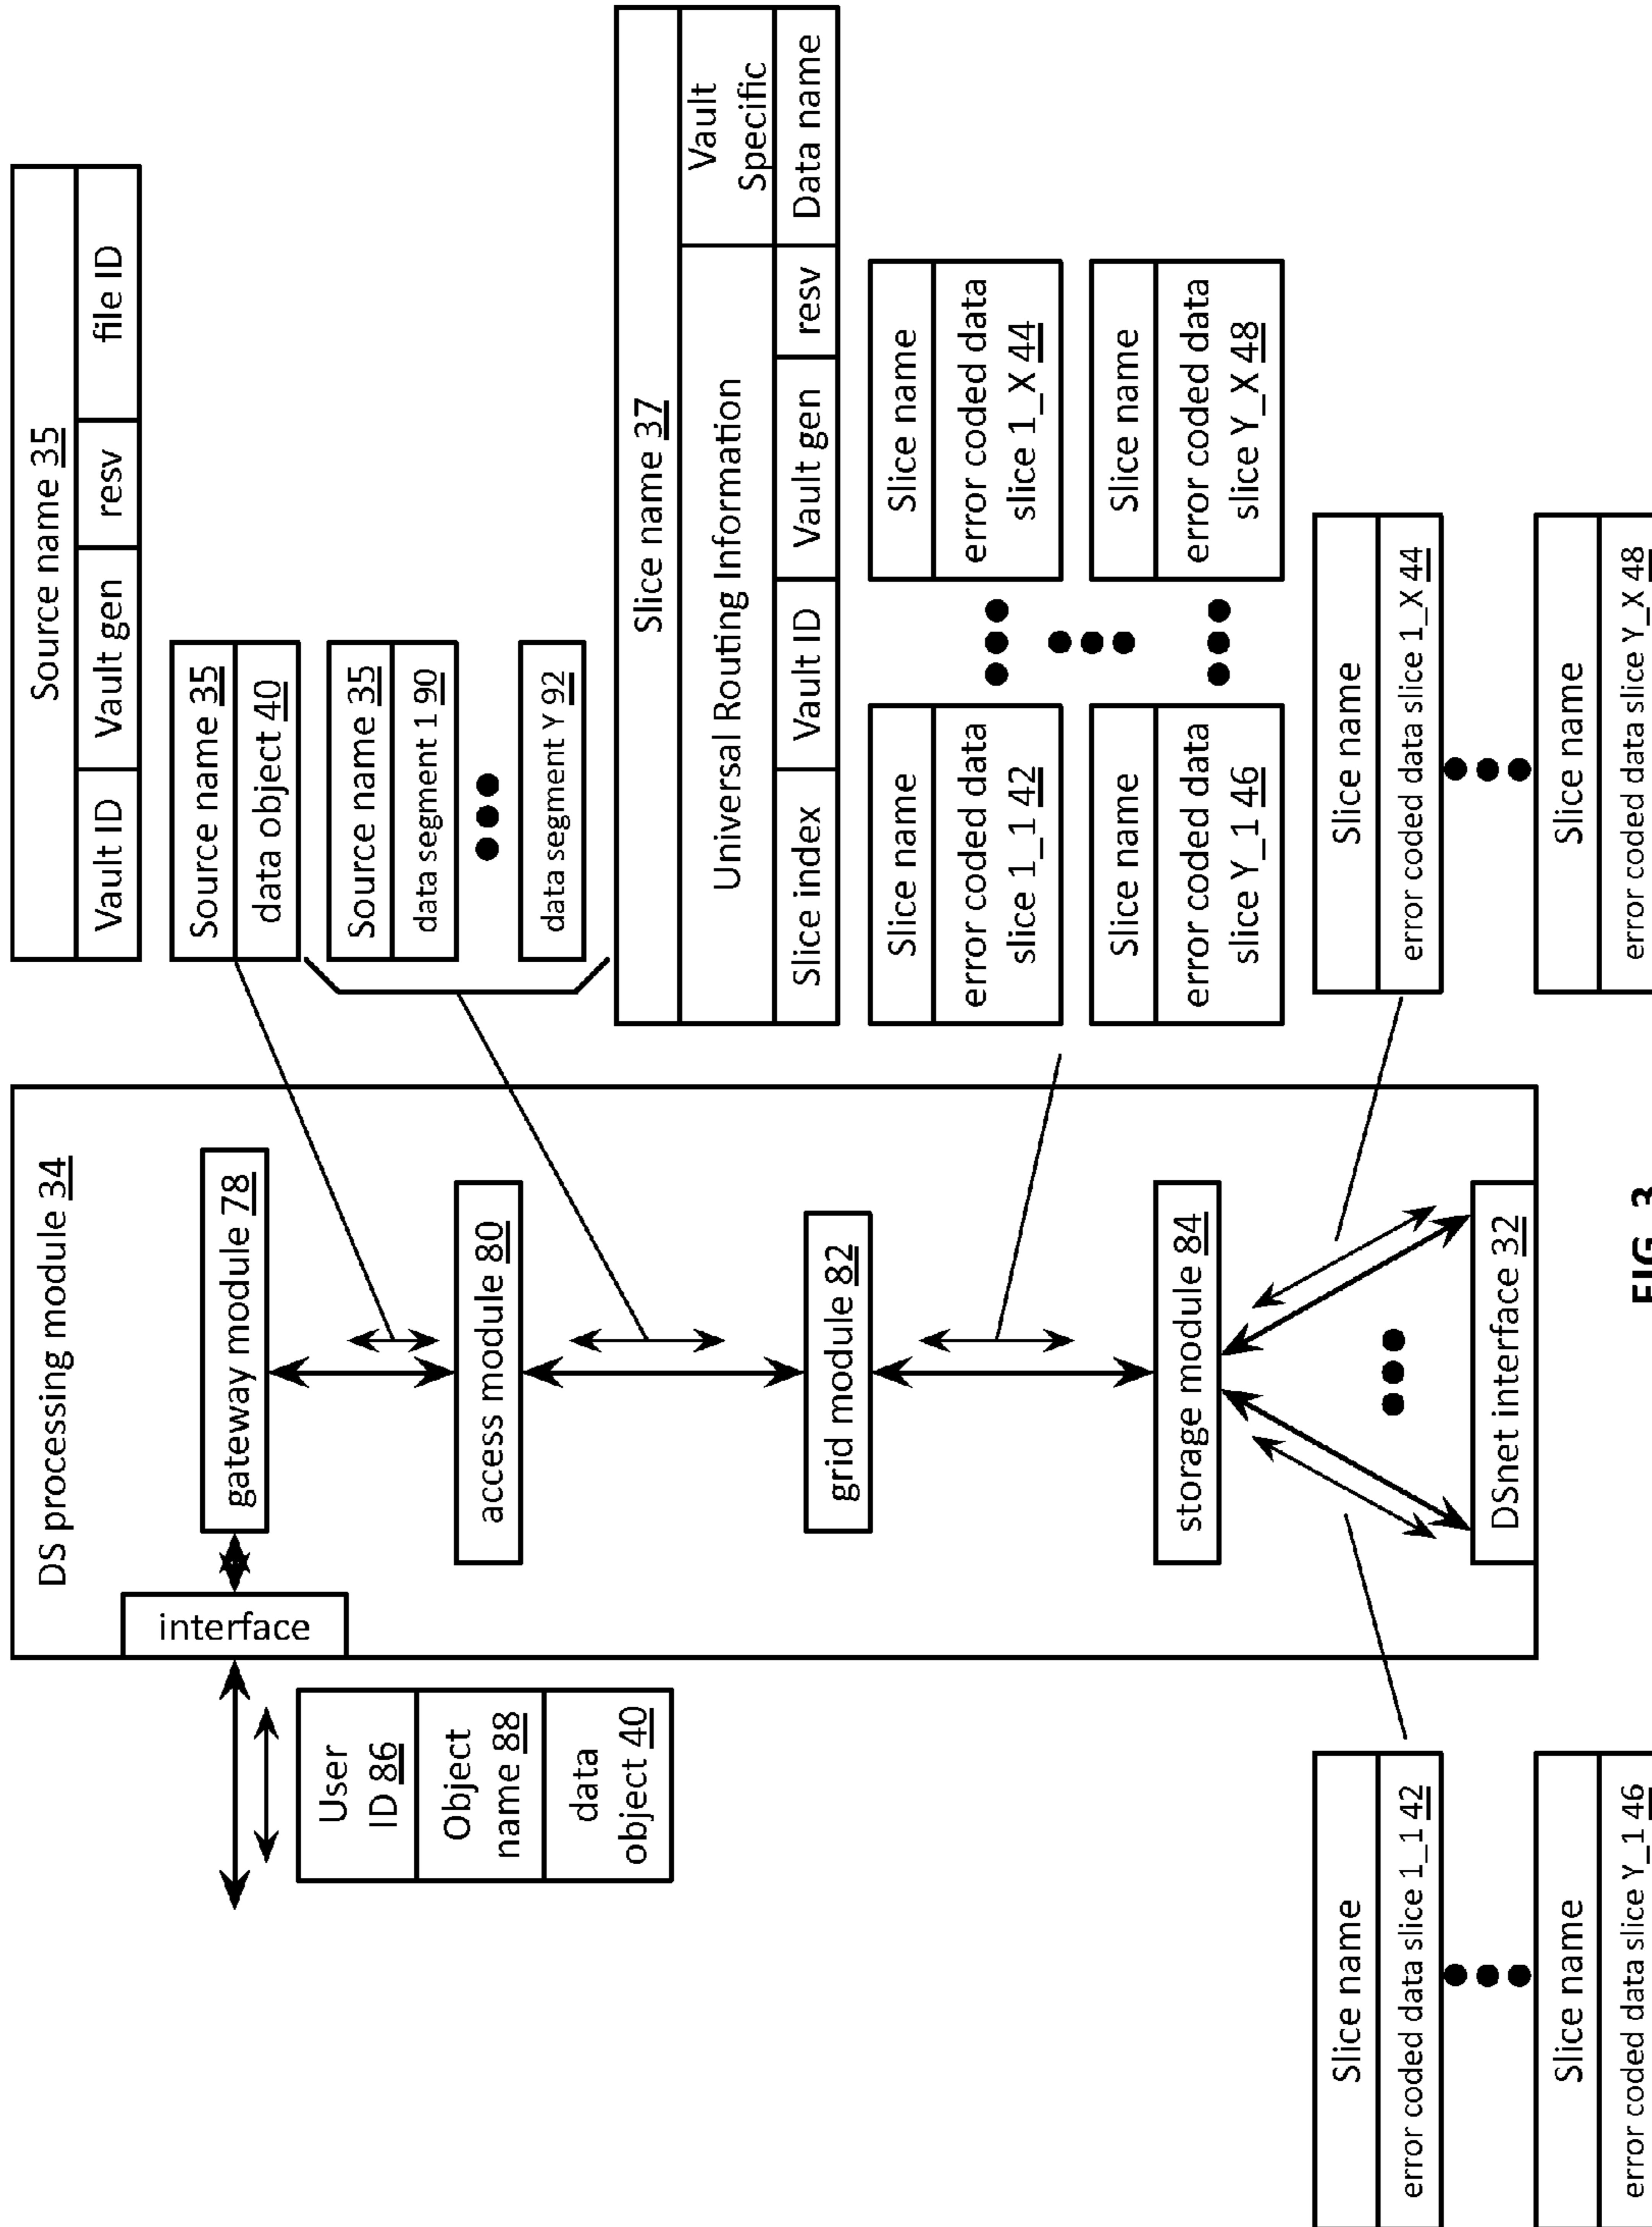 DS processing module 34
interface
gateway module 78
access module 80
grid module 82
storage module 84
DSnet interface 32
User
ID 86
Object
name 88
data
object 40
Source name 35
Vault ID
Vault gen
resv
file ID
Source name 35
data object 40
Source name 35
data segment 1 90
data segment Y 92
Slice name 37
Universal Routing Information
Vault
Specific
Slice index
Vault ID
Vault gen
resv
Data name
Slice name
error coded data
slice 1_1 42
Slice name
error coded data
slice 1_X 44
Slice name
error coded data
slice Y_1 46
Slice name
error coded data
slice Y_X 48
Slice name
error coded data slice 1_1 42
Slice name
error coded data slice Y_1 46
Slice name
error coded data slice 1_X 44
Slice name
error coded data slice Y_X 48
FIG. 3